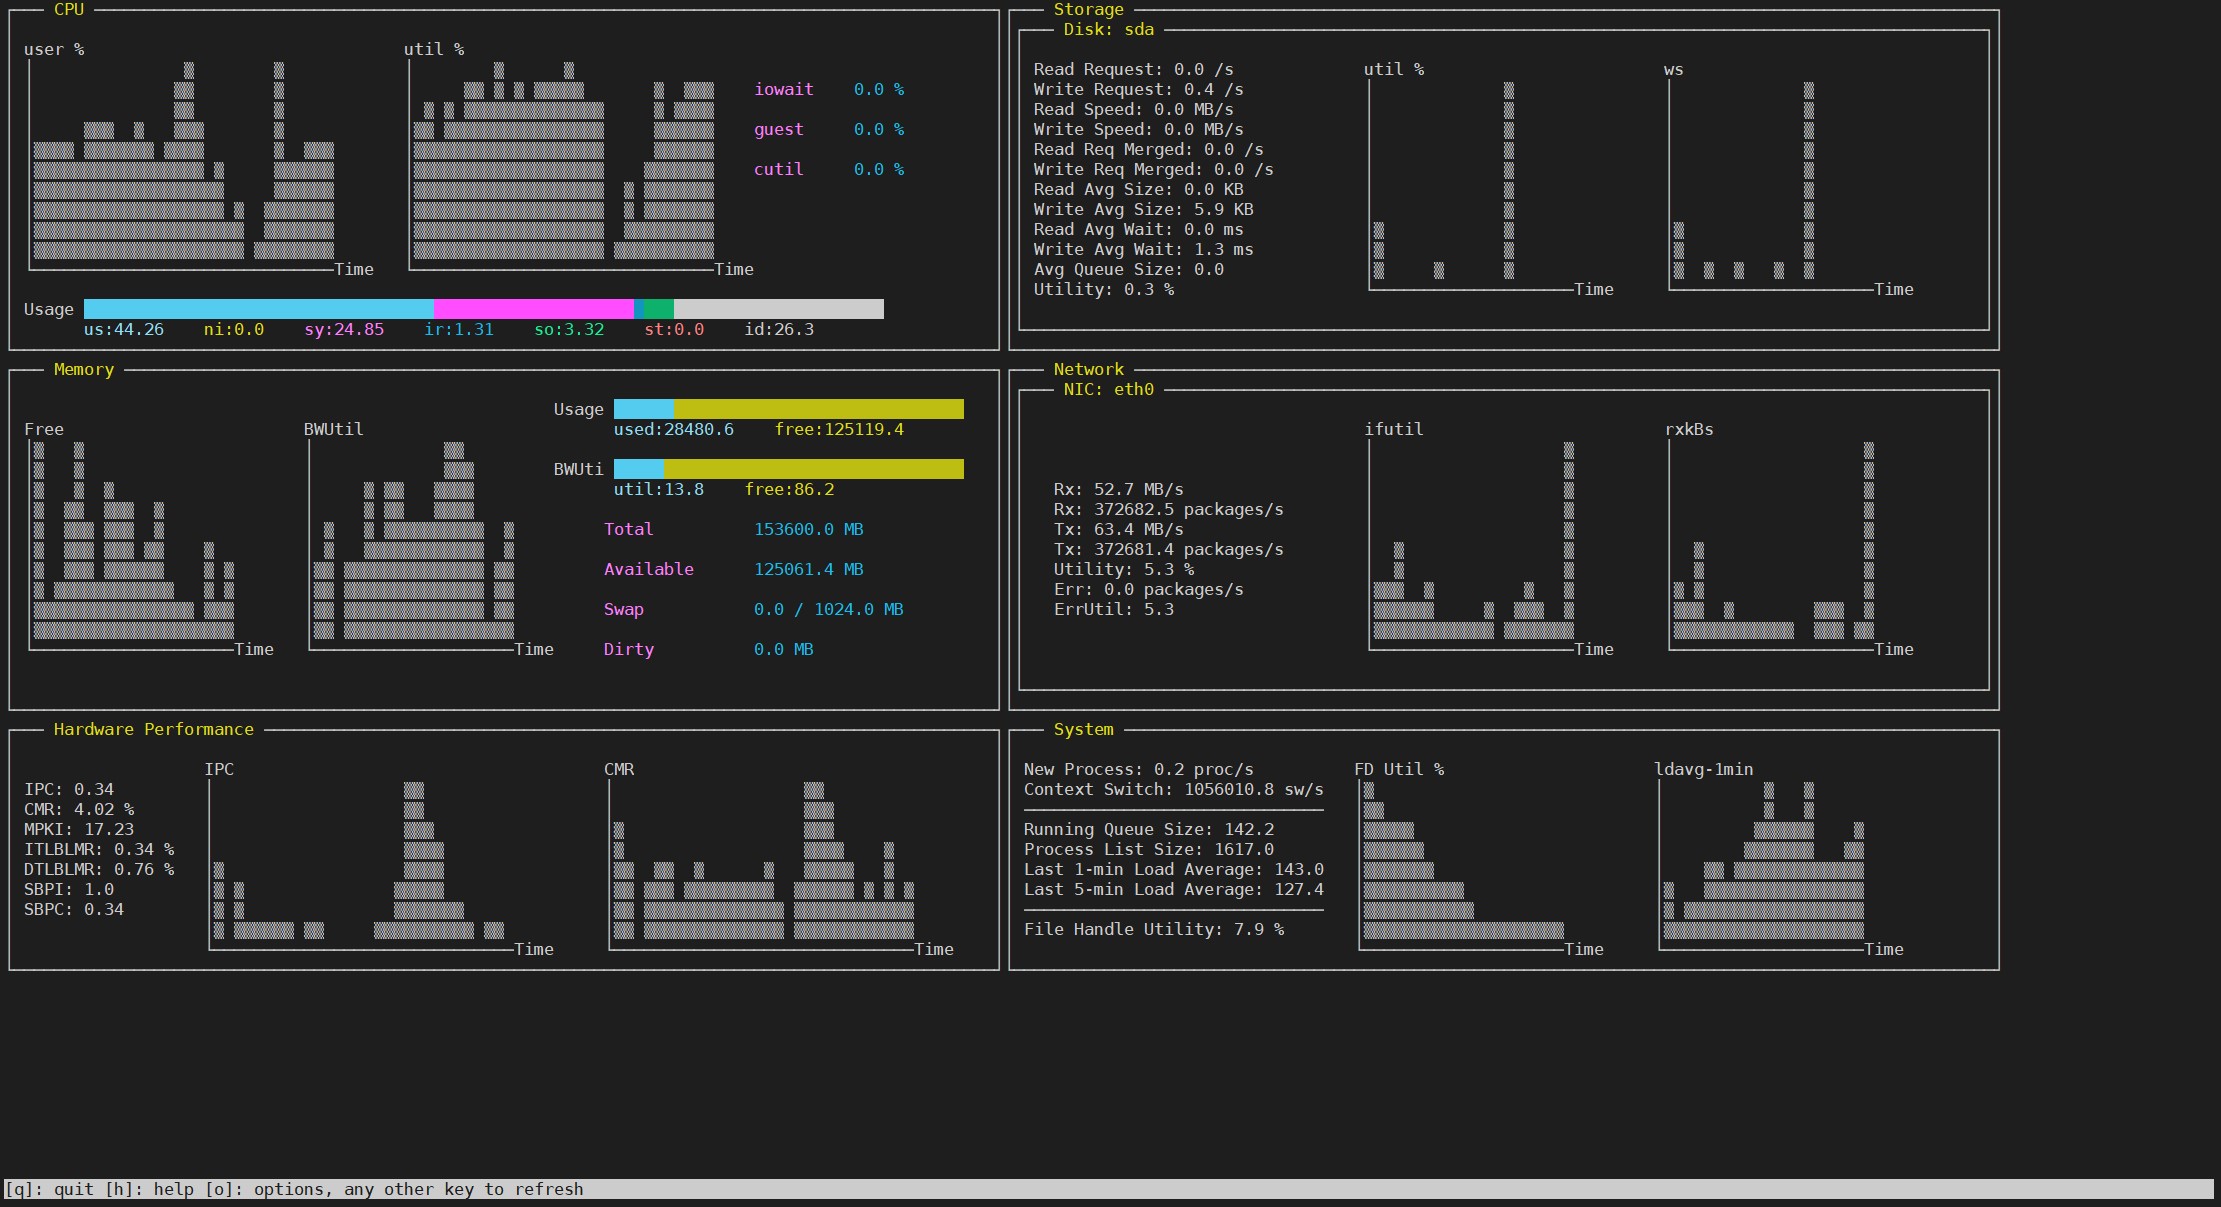 CPU
user %
util %
iowait 0.0 %
guest 0.0 %
cutil 0.0 %
Time
Time
Usage
us:44.26 ni:0.0 sy:24.85 ir:1.31 so:3.32 st:0.0 id:26.3
Storage
Disk: sda
Read Request: 0.0 /s
Write Request: 0.4 /s
Read Speed: 0.0 MB/s
Write Speed: 0.0 MB/s
Read Req Merged: 0.0 /s
Write Req Merged: 0.0 /s
Read Avg Size: 0.0 KB
Write Avg Size: 5.9 KB
Read Avg Wait: 0.0 ms
Write Avg Wait: 1.3 ms
Avg Queue Size: 0.0
Utility: 0.3 %
util %
Time
ws
Time
Memory
Free
Time
BWUtil
Time
Usage
used:28480.6 free:125119.4
BWUti
util:13.8 free:86.2
Total 153600.0 MB
Available 125061.4 MB
Swap 0.0 / 1024.0 MB
Dirty 0.0 MB
Network
NIC: eth0
Rx: 52.7 MB/s
Rx: 372682.5 packages/s
Tx: 63.4 MB/s
Tx: 372681.4 packages/s
Utility: 5.3 %
Err: 0.0 packages/s
ErrUtil: 5.3
ifutil
Time
rxkBs
Time
Hardware Performance
IPC: 0.34
CMR: 4.02 %
MPKI: 17.23
ITLBLMR: 0.34 %
DTLBLMR: 0.76 %
SBPI: 1.0
SBPC: 0.34
IPC
Time
CMR
Time
System
New Process: 0.2 proc/s
Context Switch: 1056010.8 sw/s
Running Queue Size: 142.2
Process List Size: 1617.0
Last 1-min Load Average: 143.0
Last 5-min Load Average: 127.4
File Handle Utility: 7.9 %
FD Util %
Time
ldavg-1min
Time
[q]: quit [h]: help [o]: options, any other key to refresh